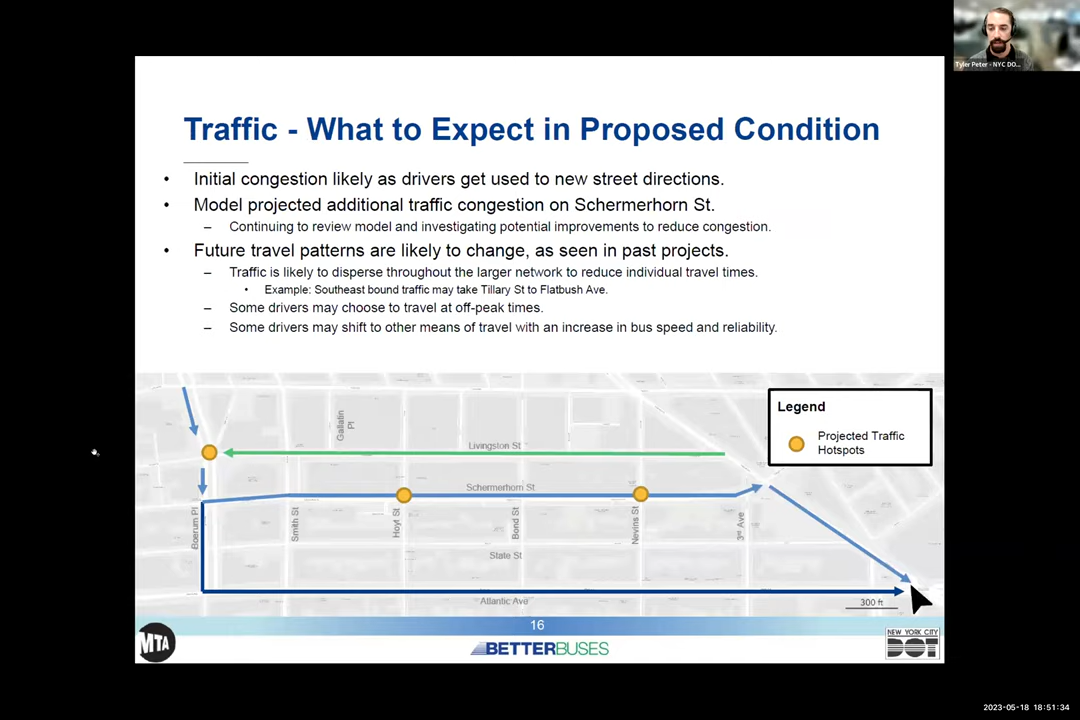 Tyler Peter - NYC DO...
Traffic - What to Expect in Proposed Condition
• Initial congestion likely as drivers get used to new street directions.
• Model projected additional traffic congestion on Schermerhorn St.
– Continuing to review model and investigating potential improvements to reduce congestion.
• Future travel patterns are likely to change, as seen in past projects.
– Traffic is likely to disperse throughout the larger network to reduce individual travel times.
• Example: Southeast bound traffic may take Tillary St to Flatbush Ave.
– Some drivers may choose to travel at off-peak times.
– Some drivers may shift to other means of travel with an increase in bus speed and reliability.
Legend
Projected Traffic
Hotspots
Gallatin
Pl
Livingston St
Schermerhorn St
Boerum Pl
Smith St
Hoyt St
Bond St
Nevins St
3rd Ave
State St
Atlantic Ave
300 ft
16
MTA
BETTERBUSES
NEW YORK CITY
DOT
2023-05-18 18:51:34